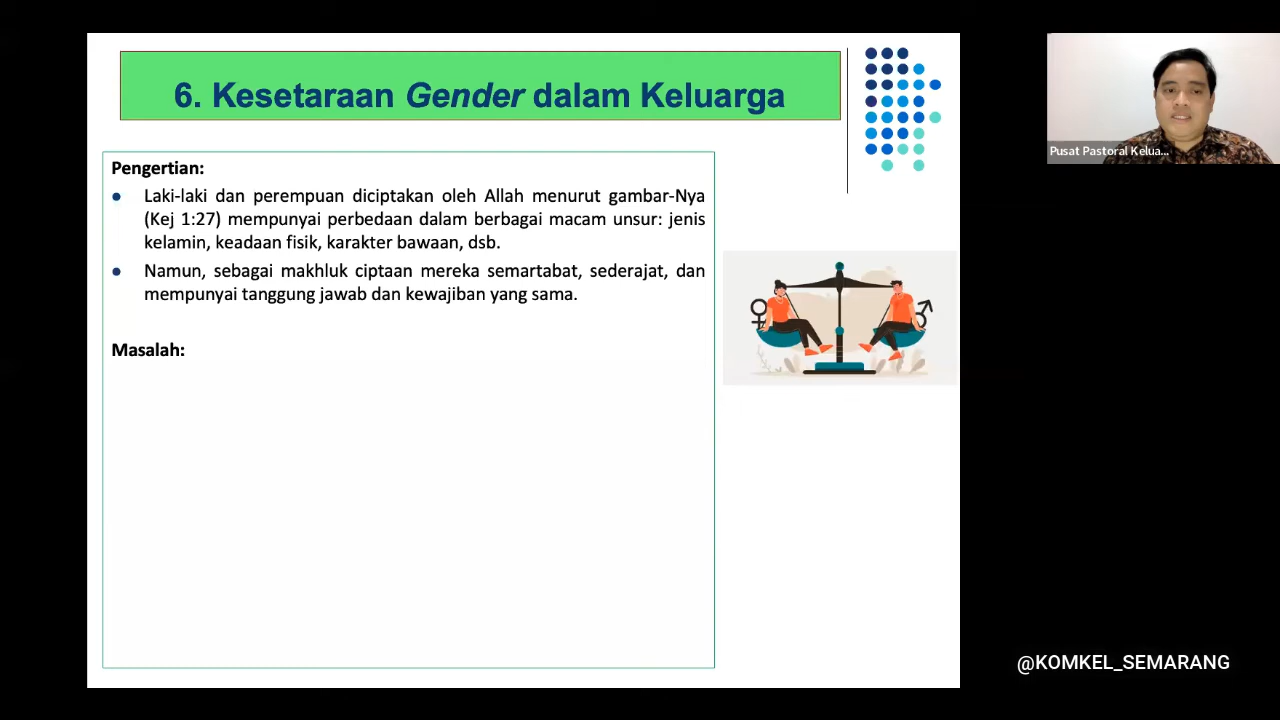 6. Kesetaraan Gender dalam Keluarga
Pengertian:
● Laki-laki dan perempuan diciptakan oleh Allah menurut gambar-Nya
(Kej 1:27) mempunyai perbedaan dalam berbagai macam unsur: jenis
kelamin, keadaan fisik, karakter bawaan, dsb.
● Namun, sebagai makhluk ciptaan mereka semartabat, sederajat, dan
mempunyai tanggung jawab dan kewajiban yang sama.
Masalah:
Pusat Pastoral Kelua...
@KOMKEL_SEMARANG